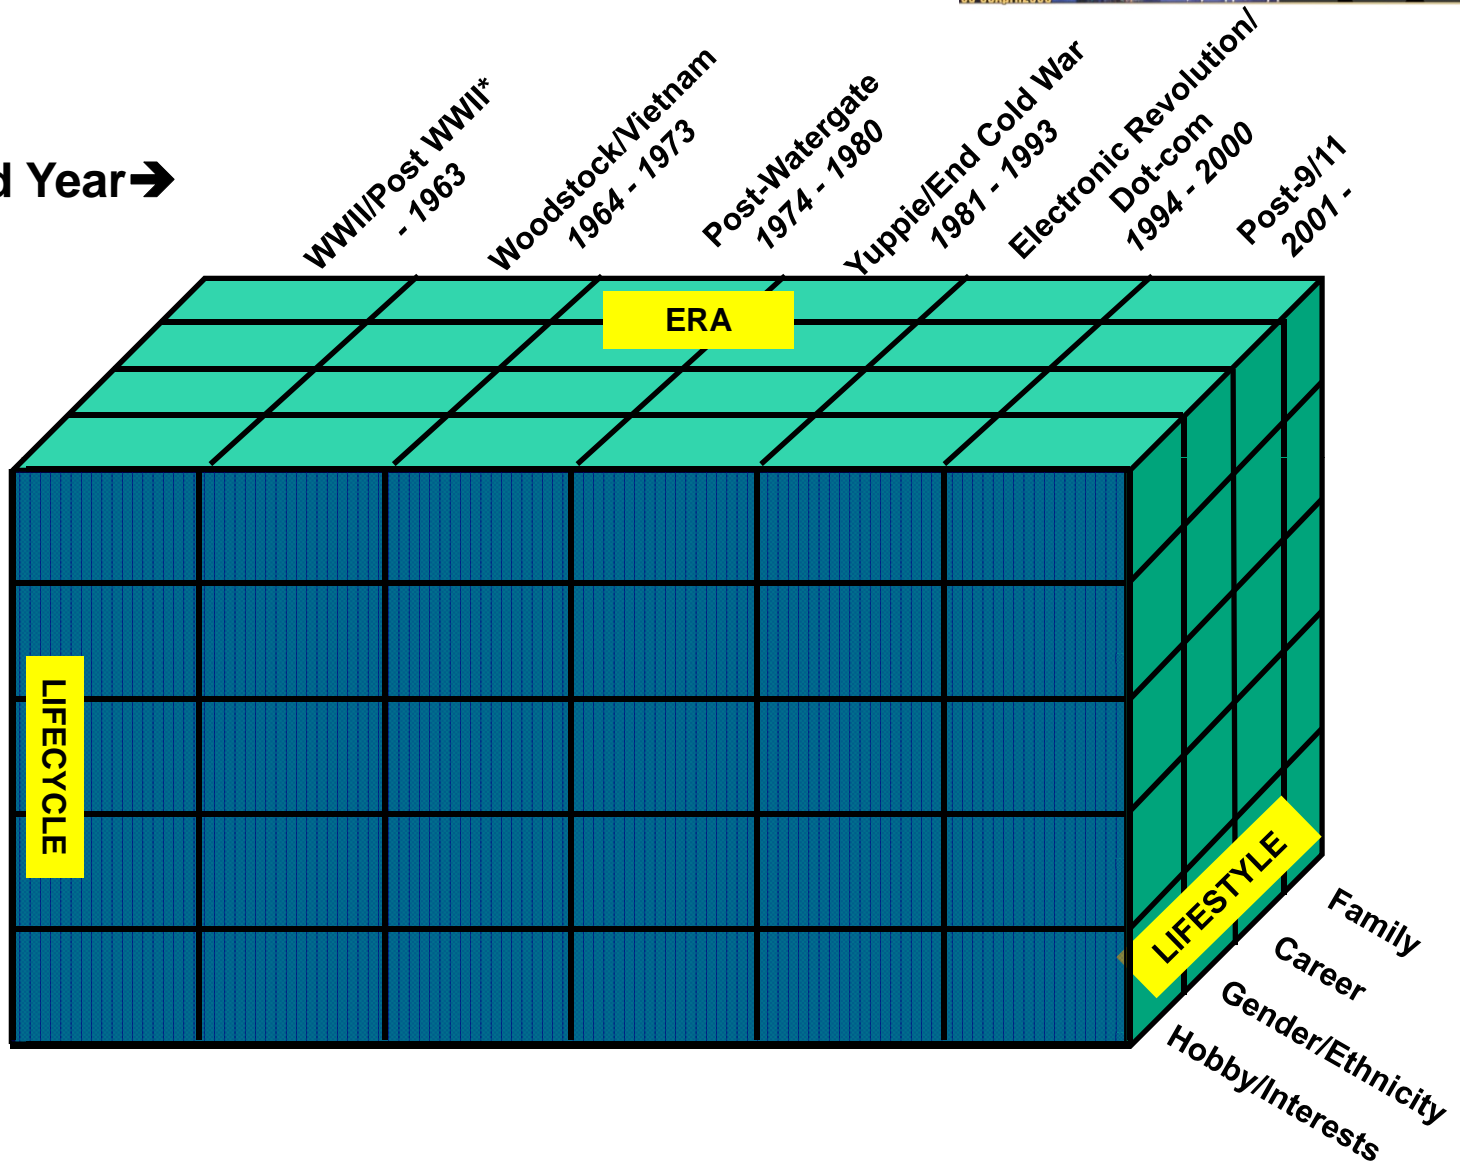 d Year➔
WWII/Post WWII*
- 1963
Woodstock/Vietnam
1964 - 1973
Post-Watergate
1974 - 1980
Yuppie/End Cold War
1981 - 1993
Electronic Revolution/
Dot-com
1994 - 2000
Post-9/11
2001 -
ERA
LIFECYCLE
LIFESTYLE
Family
Career
Gender/Ethnicity
Hobby/Interests